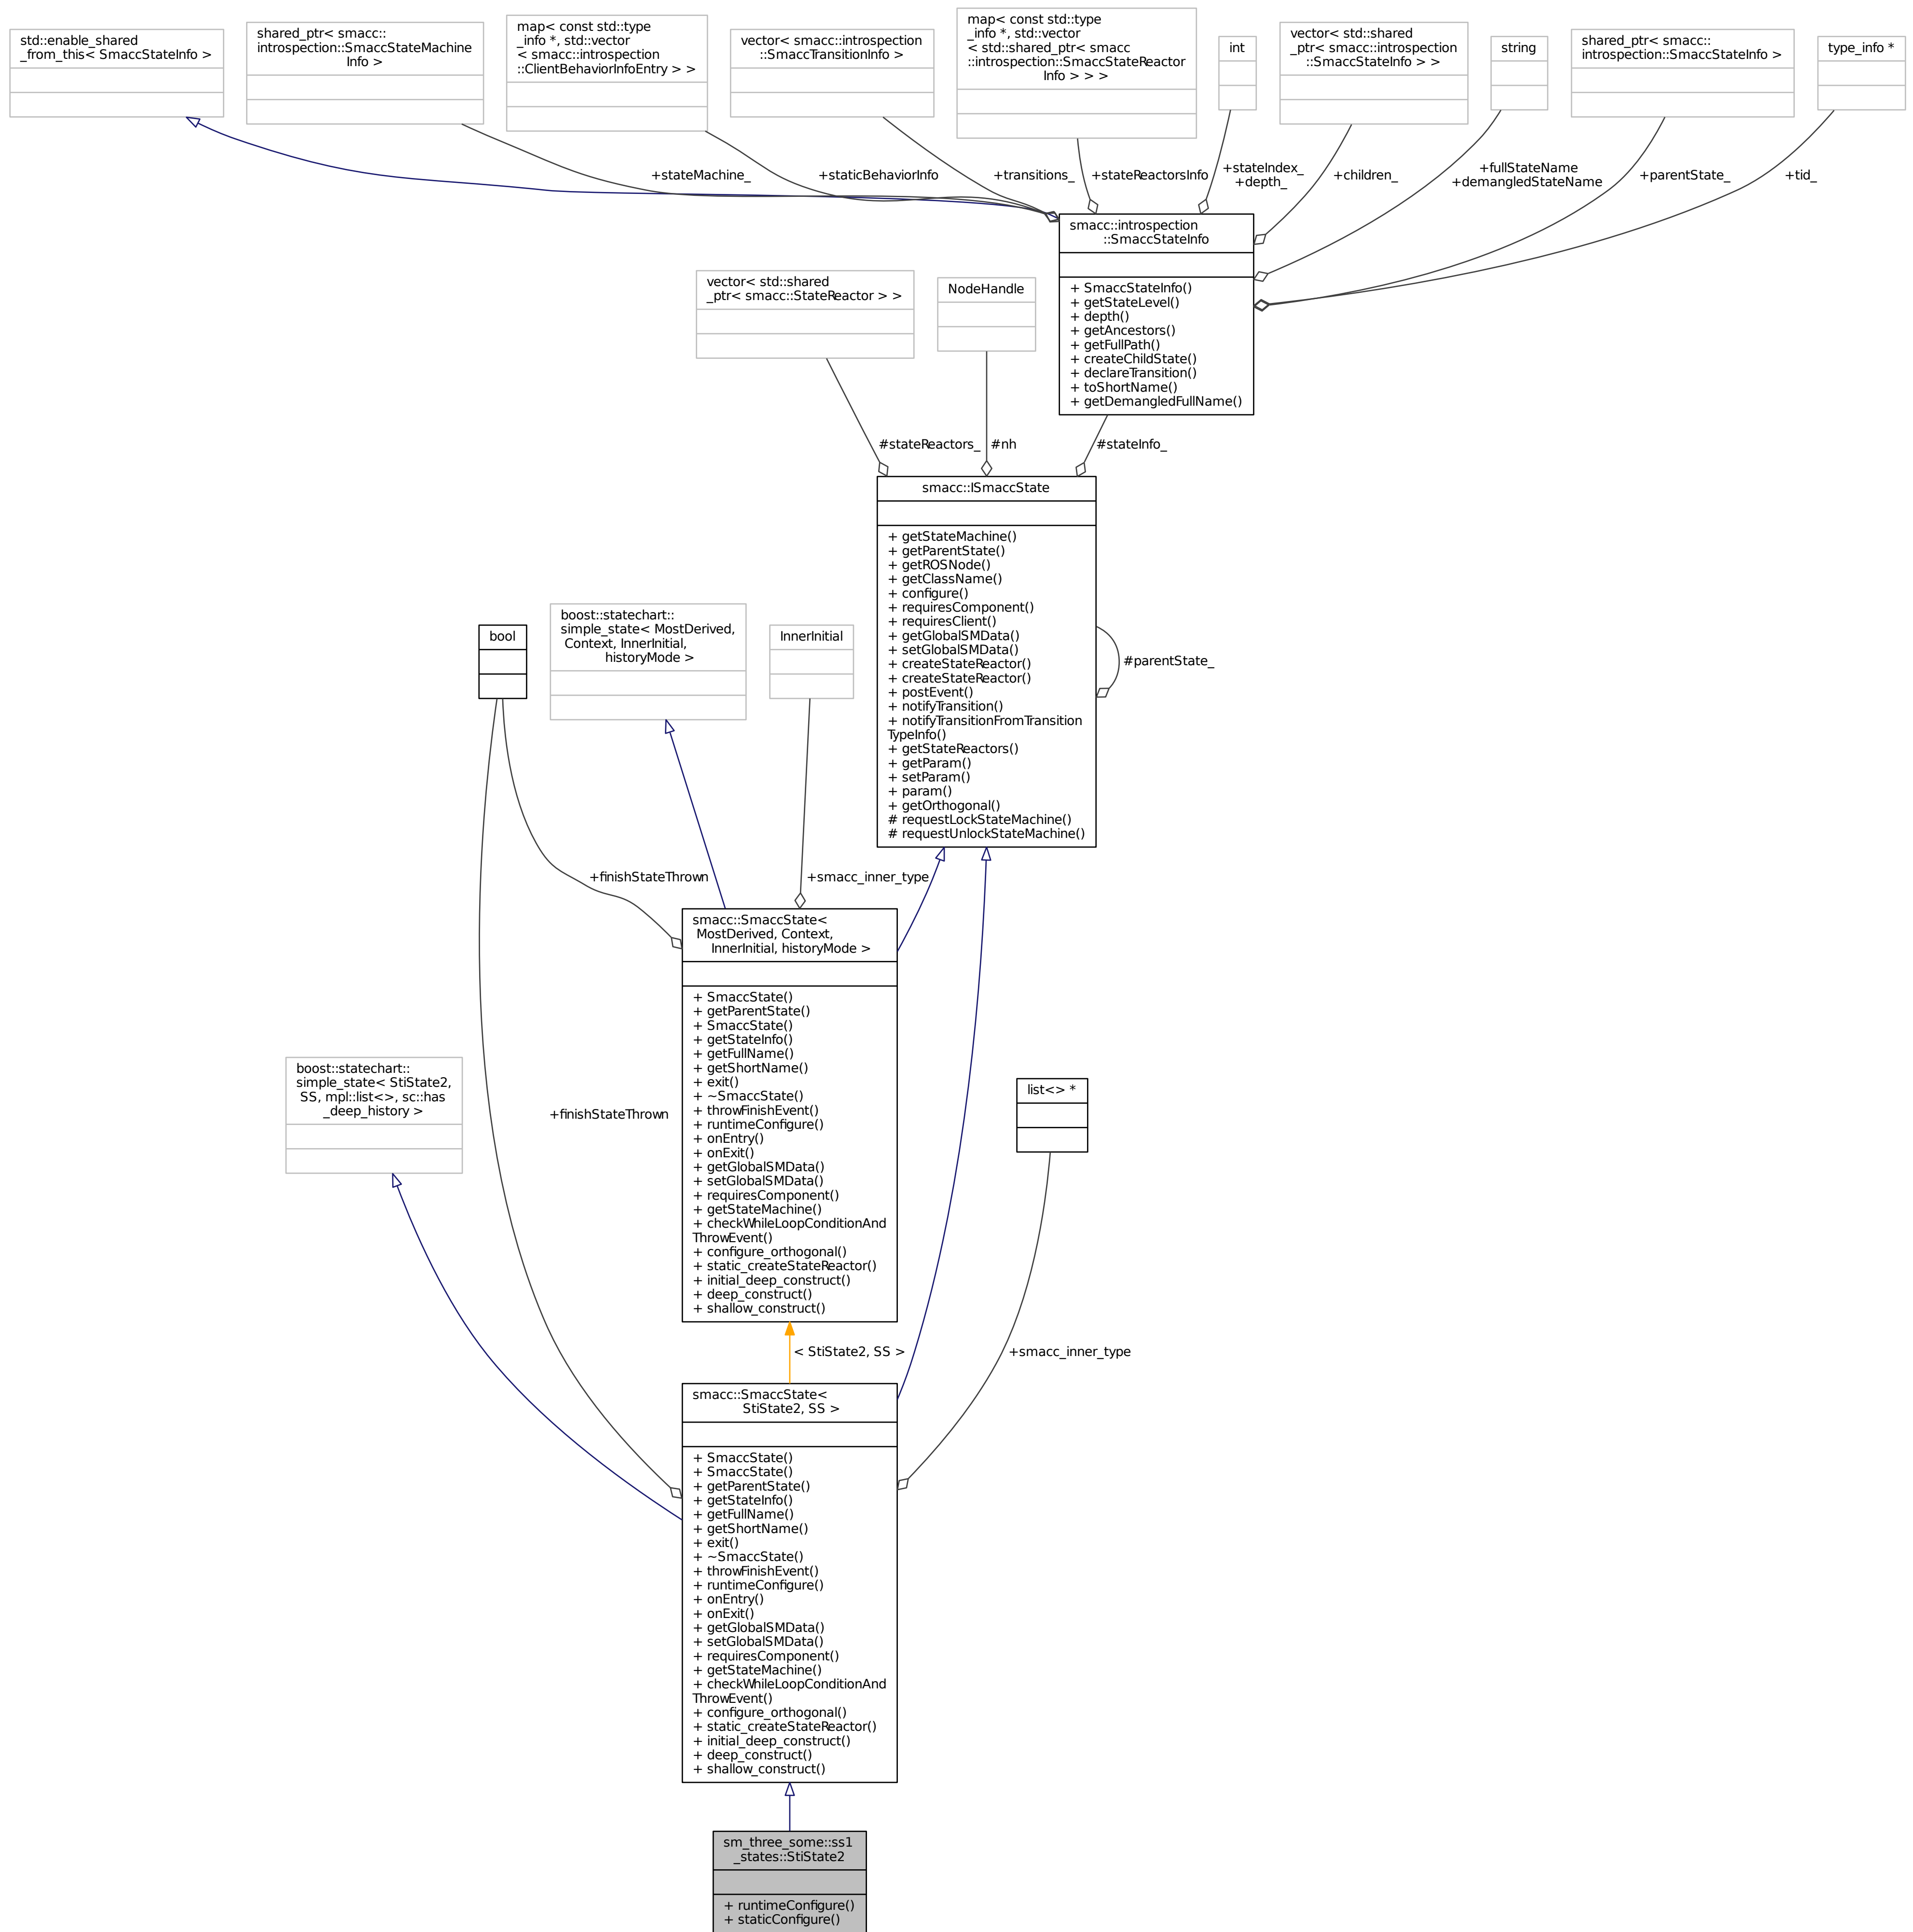 std::enable_shared
_from_this< SmaccStateInfo >
shared_ptr< smacc::
introspection::SmaccStateMachine
Info >
map< const std::type
_info *, std::vector
< smacc::introspection
::ClientBehaviorInfoEntry > >
vector< smacc::introspection
::SmaccTransitionInfo >
map< const std::type
_info *, std::vector
< std::shared_ptr< smacc
::introspection::SmaccStateReactor
Info > > >
int
vector< std::shared
_ptr< smacc::introspection
::SmaccStateInfo > >
string
shared_ptr< smacc::
introspection::SmaccStateInfo >
type_info *
+stateMachine_
+staticBehaviorInfo
+transitions_
+stateReactorsInfo
+stateIndex_
+depth_
+children_
+fullStateName
+demangledStateName
+parentState_
+tid_
smacc::introspection
::SmaccStateInfo
+ SmaccStateInfo()
+ getStateLevel()
+ depth()
+ getAncestors()
+ getFullPath()
+ createChildState()
+ declareTransition()
+ toShortName()
+ getDemangledFullName()
vector< std::shared
_ptr< smacc::StateReactor > >
NodeHandle
#stateReactors_
#nh
#stateInfo_
smacc::ISmaccState
+ getStateMachine()
+ getParentState()
+ getROSNode()
+ getClassName()
+ configure()
+ requiresComponent()
+ requiresClient()
+ getGlobalSMData()
+ setGlobalSMData()
+ createStateReactor()
+ createStateReactor()
+ postEvent()
+ notifyTransition()
+ notifyTransitionFromTransition
TypeInfo()
+ getStateReactors()
+ getParam()
+ setParam()
+ param()
+ getOrthogonal()
# requestLockStateMachine()
# requestUnlockStateMachine()
#parentState_
bool
boost::statechart::
simple_state< MostDerived,
Context, InnerInitial,
historyMode >
InnerInitial
+finishStateThrown
+smacc_inner_type
smacc::SmaccState<
MostDerived, Context,
InnerInitial, historyMode >
+ SmaccState()
+ getParentState()
+ SmaccState()
+ getStateInfo()
+ getFullName()
+ getShortName()
+ exit()
+ ~SmaccState()
+ throwFinishEvent()
+ runtimeConfigure()
+ onEntry()
+ onExit()
+ getGlobalSMData()
+ setGlobalSMData()
+ requiresComponent()
+ getStateMachine()
+ checkWhileLoopConditionAnd
ThrowEvent()
+ configure_orthogonal()
+ static_createStateReactor()
+ initial_deep_construct()
+ deep_construct()
+ shallow_construct()
boost::statechart::
simple_state< StiState2,
SS, mpl::list<>, sc::has
_deep_history >
+finishStateThrown
list<> *
< StiState2, SS >
+smacc_inner_type
smacc::SmaccState<
StiState2, SS >
+ SmaccState()
+ SmaccState()
+ getParentState()
+ getStateInfo()
+ getFullName()
+ getShortName()
+ exit()
+ ~SmaccState()
+ throwFinishEvent()
+ runtimeConfigure()
+ onEntry()
+ onExit()
+ getGlobalSMData()
+ setGlobalSMData()
+ requiresComponent()
+ getStateMachine()
+ checkWhileLoopConditionAnd
ThrowEvent()
+ configure_orthogonal()
+ static_createStateReactor()
+ initial_deep_construct()
+ deep_construct()
+ shallow_construct()
sm_three_some::ss1
_states::StiState2
+ runtimeConfigure()
+ staticConfigure()